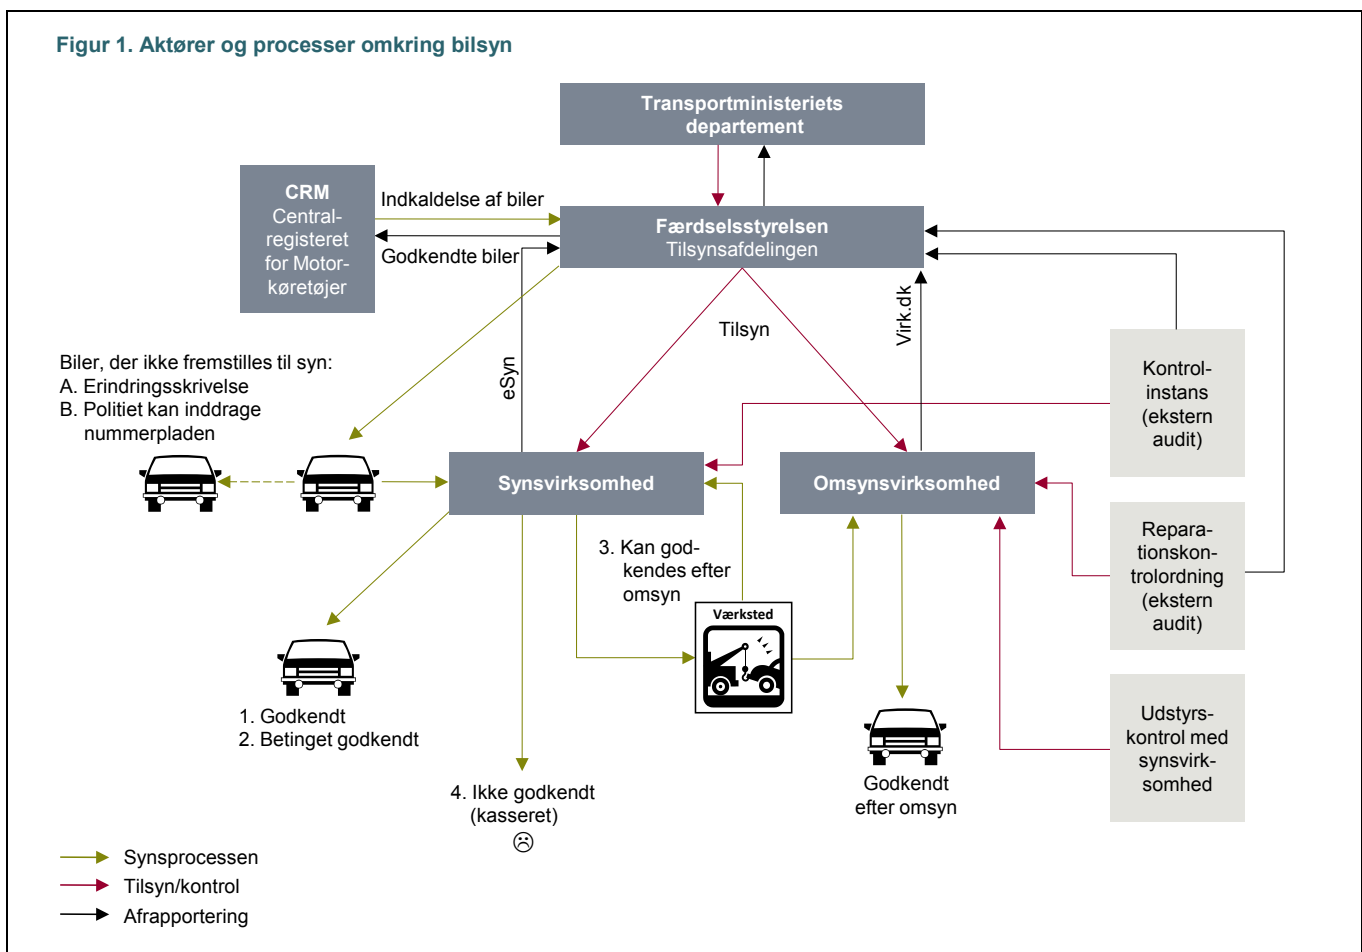 Figur 1. Aktører og processer omkring bilsyn
Transportministeriets
departement
CRM
Central-
registeret
for Motor-
køretøjer
Indkaldelse af biler
Godkendte biler
Færdselsstyrelsen
Tilsynsafdelingen
Tilsyn
eSyn
Virk.dk
Biler, der ikke fremstilles til syn:
A. Erindringsskrivelse
B. Politiet kan inddrage
nummerpladen
Kontrol-
instans
(ekstern
audit)
Synsvirksomhed
Omsynsvirksomhed
3. Kan god-
kendes efter
omsyn
Repara-
tionskon-
trolordning
(ekstern
audit)
Værksted
1. Godkendt
2. Betinget godkendt
Udstyrs-
kontrol med
synsvirk-
somhed
4. Ikke godkendt
(kasseret)
Godkendt
efter omsyn
Synsprocessen
Tilsyn/kontrol
Afrapportering